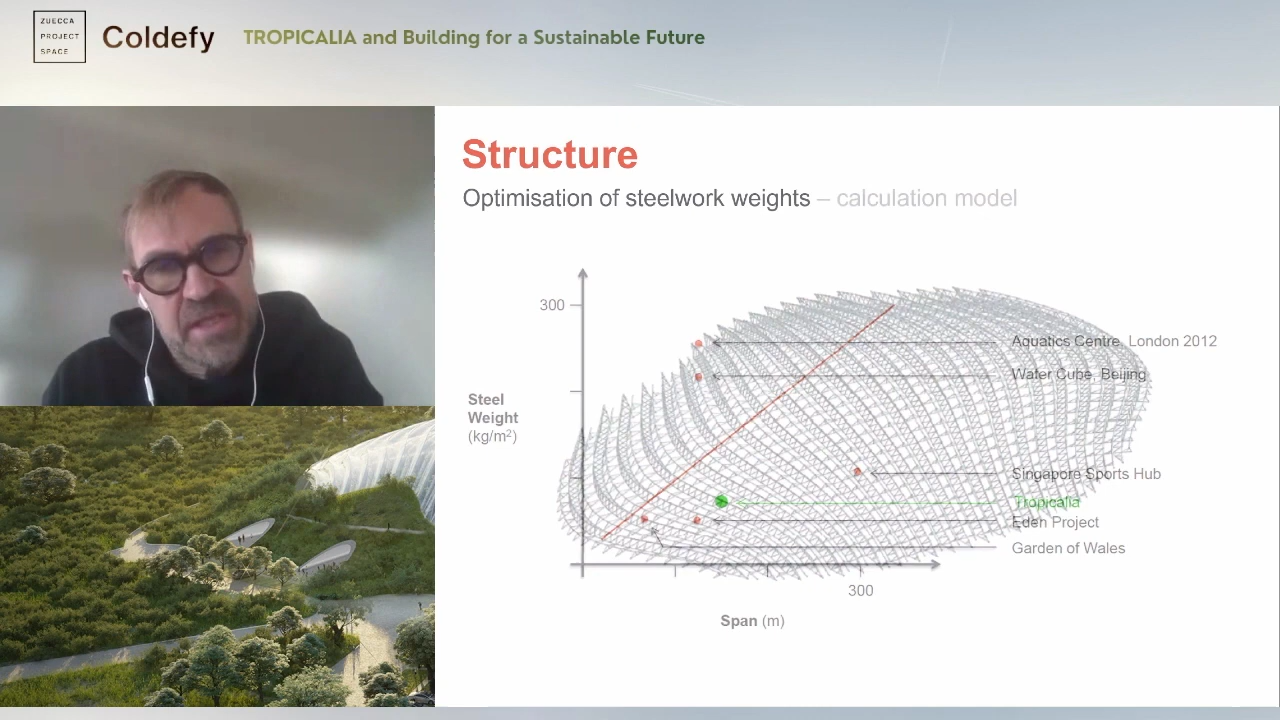 ZUECCA
PROJECT
SPACE
Coldefy
TROPICALIA and Building for a Sustainable Future
Structure
Optimisation of steelwork weights – calculation model
300
Aquatics Centre, London 2012
Water Cube, Beijing
Steel
Weight
(kg/m²)
Singapore Sports Hub
Tropicalia
Eden Project
Garden of Wales
300
Span (m)